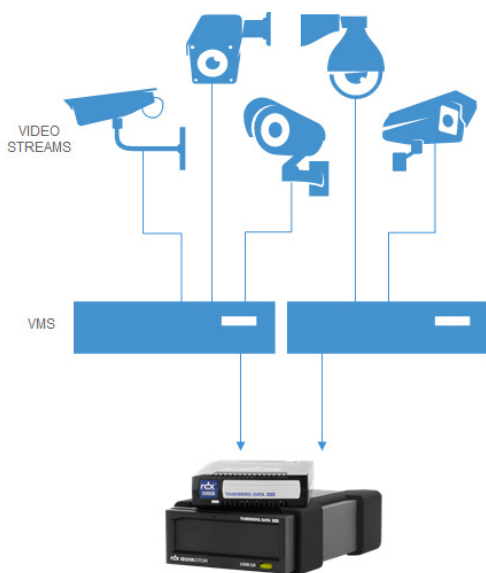 VIDEO
STREAMS
VMS
rdx
TANDBERG DATA
TANDBERG DATA
rdx QUIKSTOR
USB 3.0